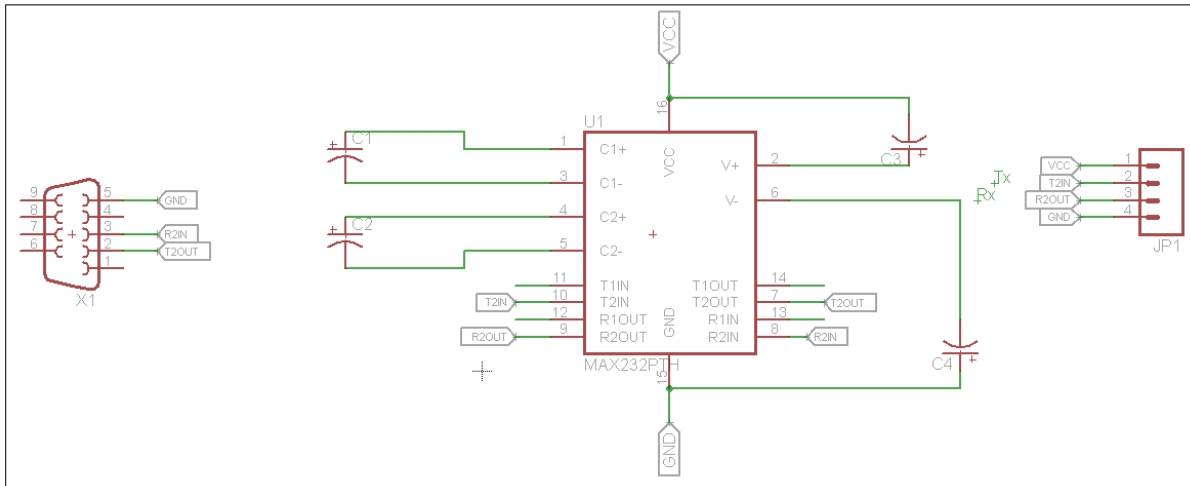 VCC
16
U1
C1
1
C1+
VCC
V+
2
C3
3
C1-
V-
6
C2
4
C2+
5
C2-
11
T1IN
T1OUT
14
T2IN
10
T2IN
T2OUT
7
T2OUT
12
R1OUT
GND
R1IN
13
R2OUT
9
R2OUT
R2IN
8
R2IN
MAX232PTH
15
C4
GND
9
5
GND
8
4
7
3
R2IN
6
2
T2OUT
1
X1
Tx
Rx
VCC
1
T2IN
2
R2OUT
3
GND
4
JP1